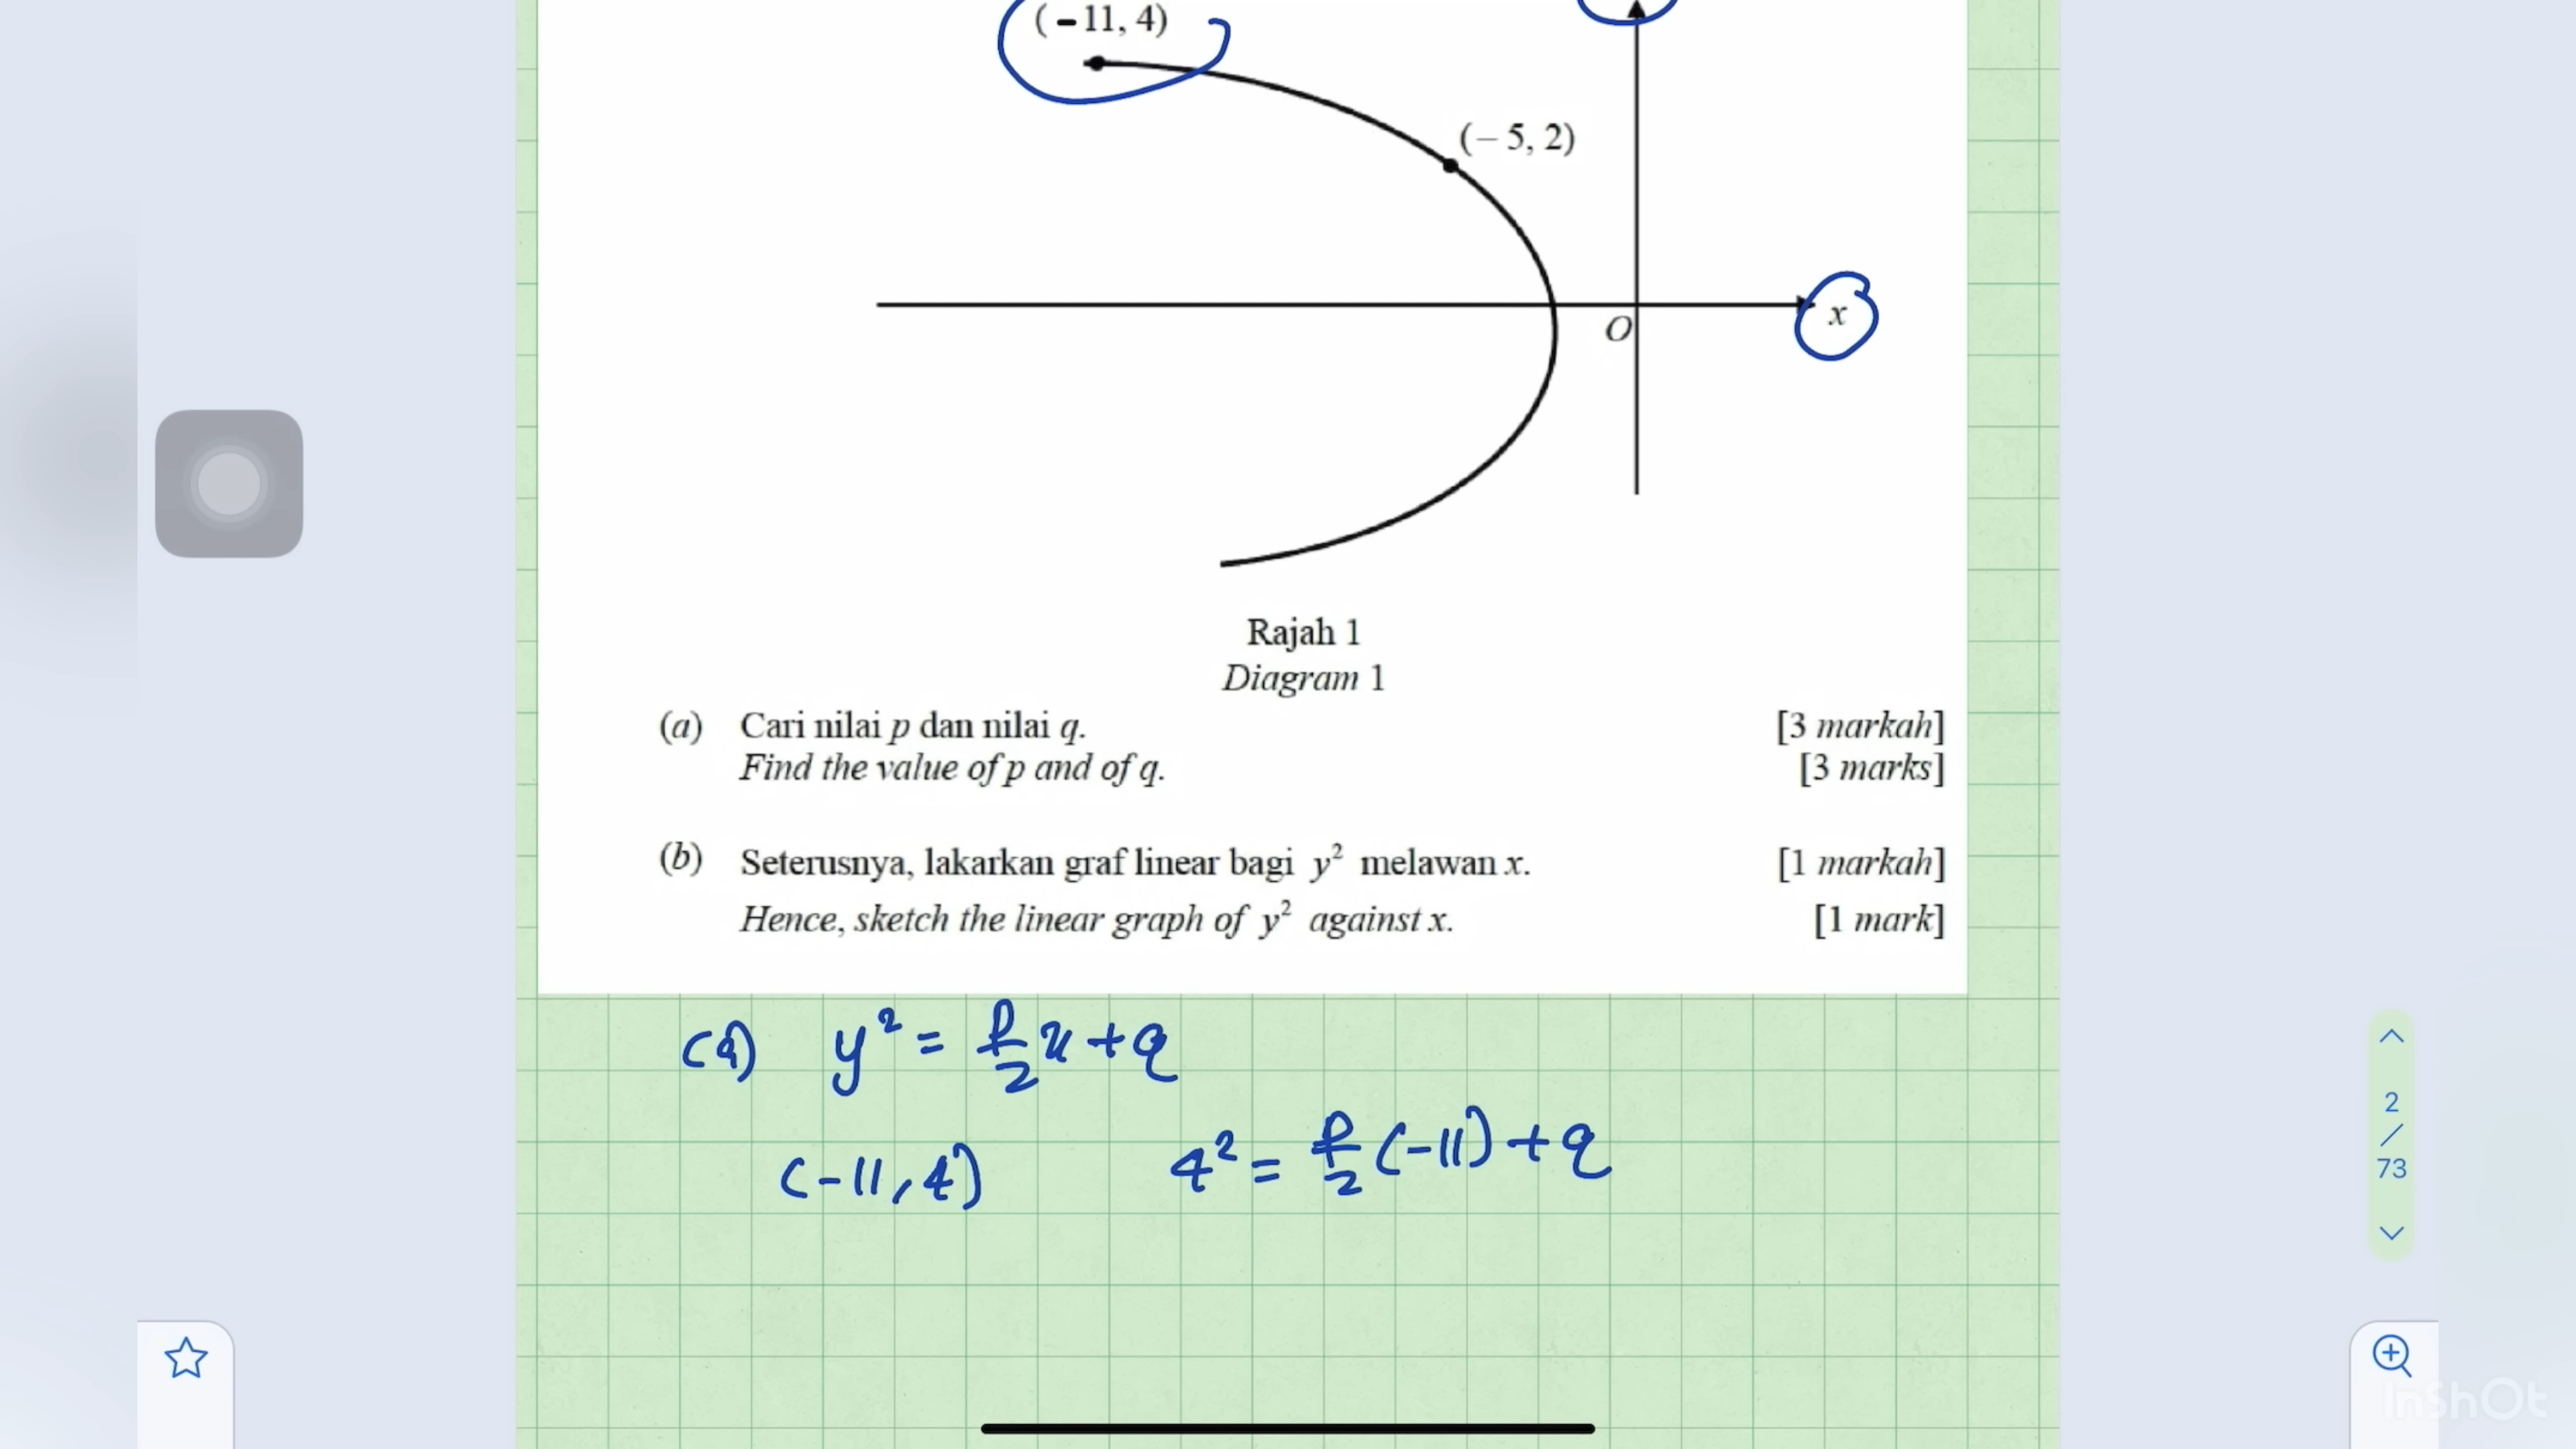 (-11, 4)
(– 5, 2)
O
x
Rajah 1
Diagram 1
(a) Cari nilai p dan nilai q. [3 markah]
Find the value of p and of q. [3 marks]
(b) Seterusnya, lakarkan graf linear bagi y² melawan x. [1 markah]
Hence, sketch the linear graph of y² against x. [1 mark]
(a) y² = p/2 x + q
(-11, 4) 4² = p/2 (-11) + q
2
/
73
InShOt